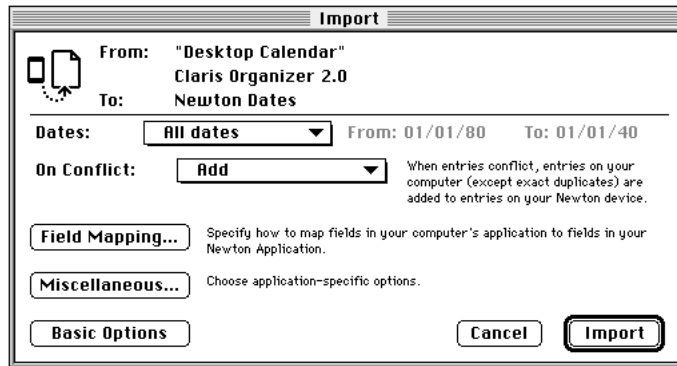 Import
From: "Desktop Calendar"
Claris Organizer 2.0
To: Newton Dates
Dates: All dates From: 01/01/80 To: 01/01/40
On Conflict: Add
When entries conflict, entries on your
computer (except exact duplicates) are
added to entries on your Newton device.
Field Mapping...
Specify how to map fields in your computer's application to fields in your
Newton Application.
Miscellaneous...
Choose application-specific options.
Basic Options
Cancel
Import